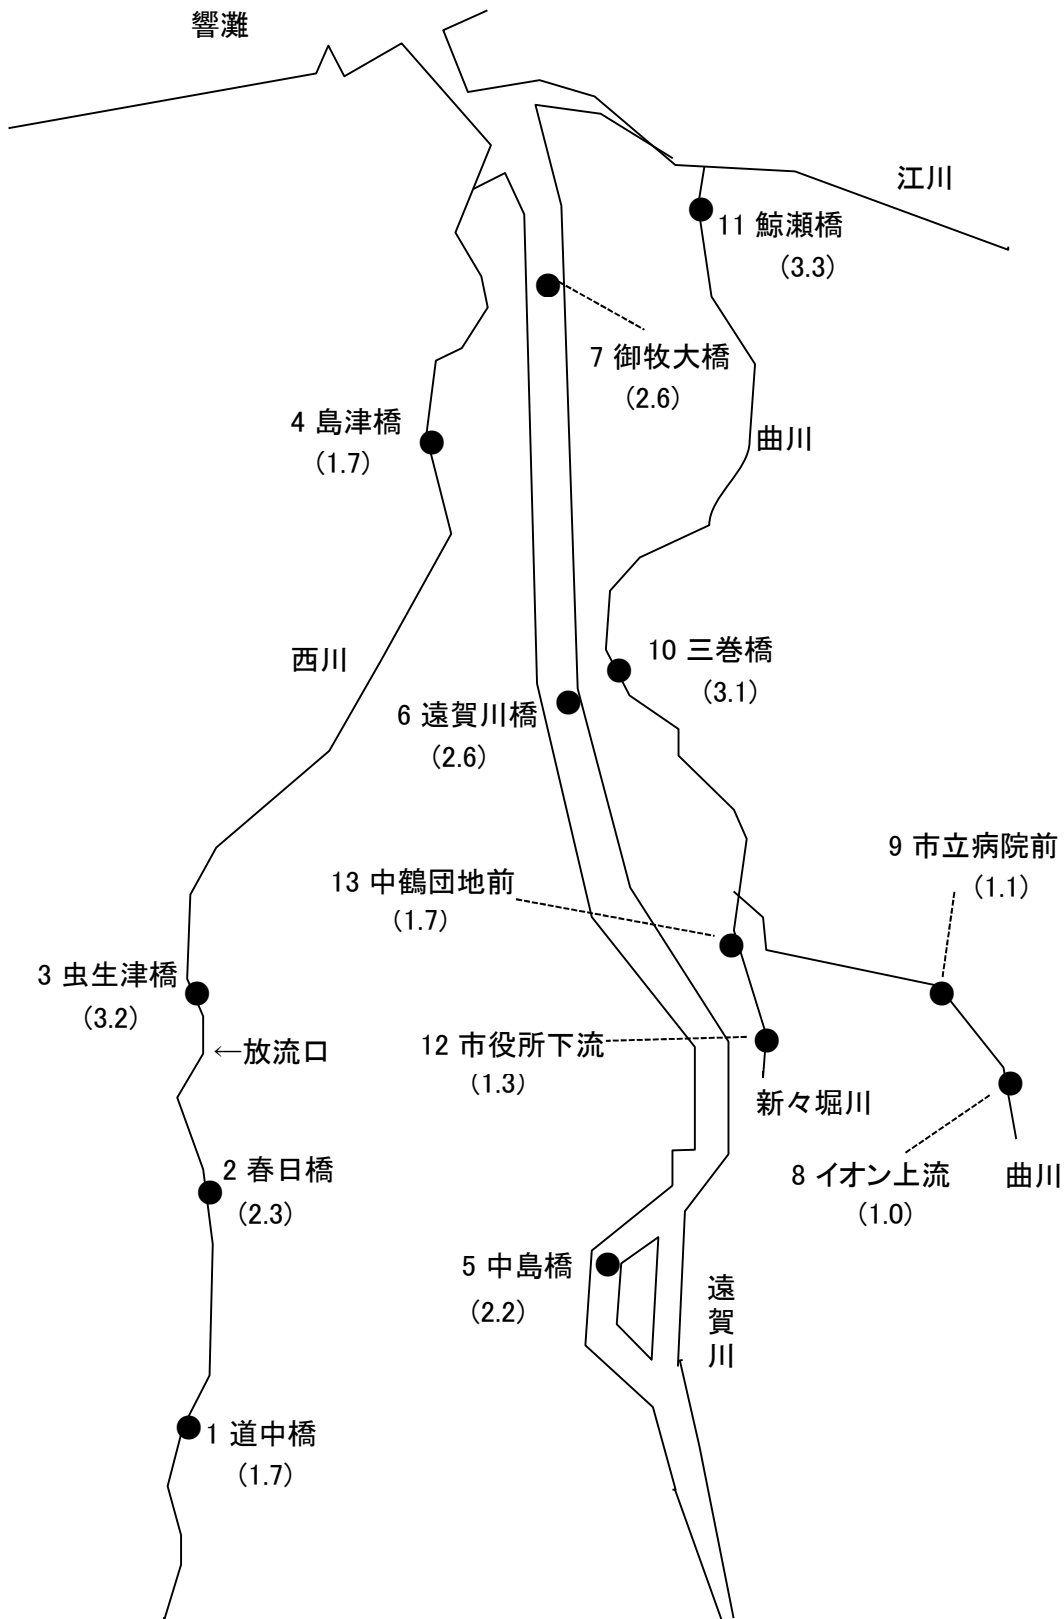 響灘
江川
11 鯨瀬橋
（3.3）
7 御牧大橋
（2.6）
4 島津橋
（1.7）
曲川
西川
10 三巻橋
（3.1）
6 遠賀川橋
（2.6）
9 市立病院前
（1.1）
13 中鶴団地前
（1.7）
3 虫生津橋
（3.2）
←放流口
12 市役所下流
（1.3）
新々堀川
2 春日橋
（2.3）
8 イオン上流
（1.0）
曲川
5 中島橋
（2.2）
遠賀川
1 道中橋
（1.7）